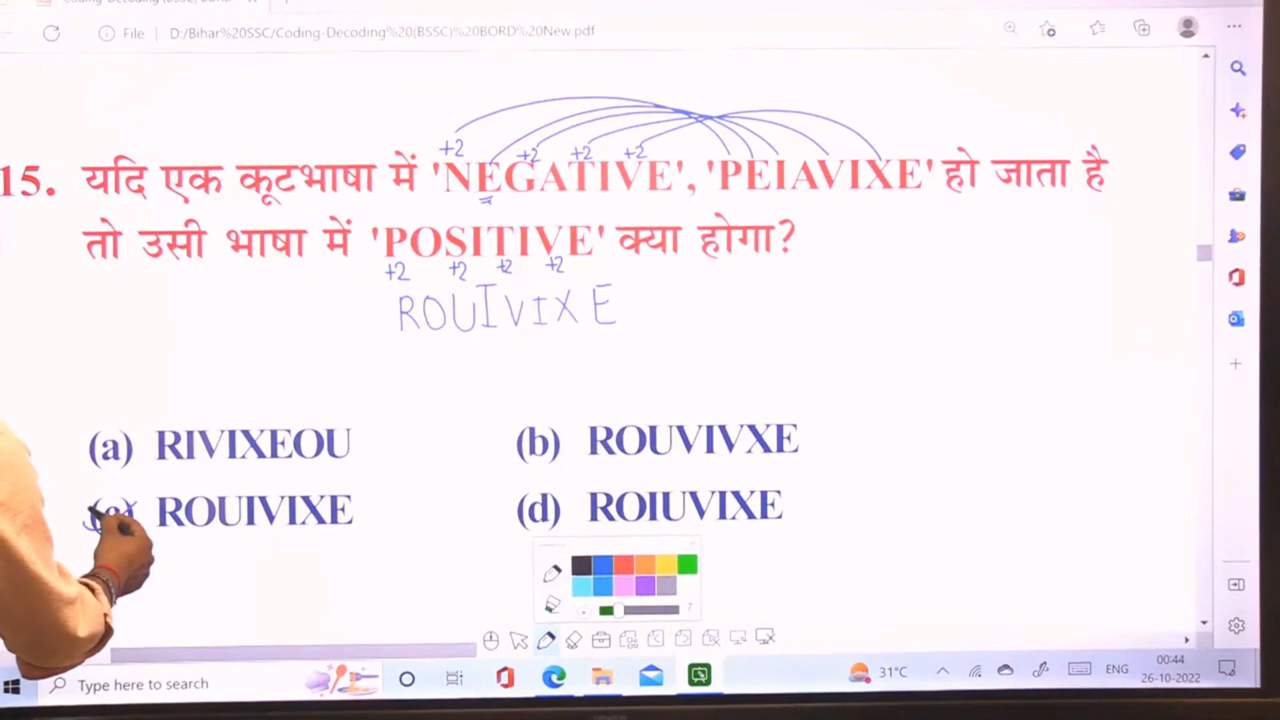 File D:/Bihar%20SSC/Coding-Decoding%20(BSSC)%20BORD%20New.pdf
+2 +2 +2 +2
15. यदि एक कूटभाषा में 'NEGATIVE', 'PEIAVIXE' हो जाता है
तो उसी भाषा में 'POSITIVE' क्या होगा?
+2 +2 +2 +2
ROUIVIXE
(a) RIVIXEOU (b) ROUVIVXE
(c) ROUIVIXE (d) ROIUVIXE
7
Type here to search 31°C ENG 00:44
26-10-2022